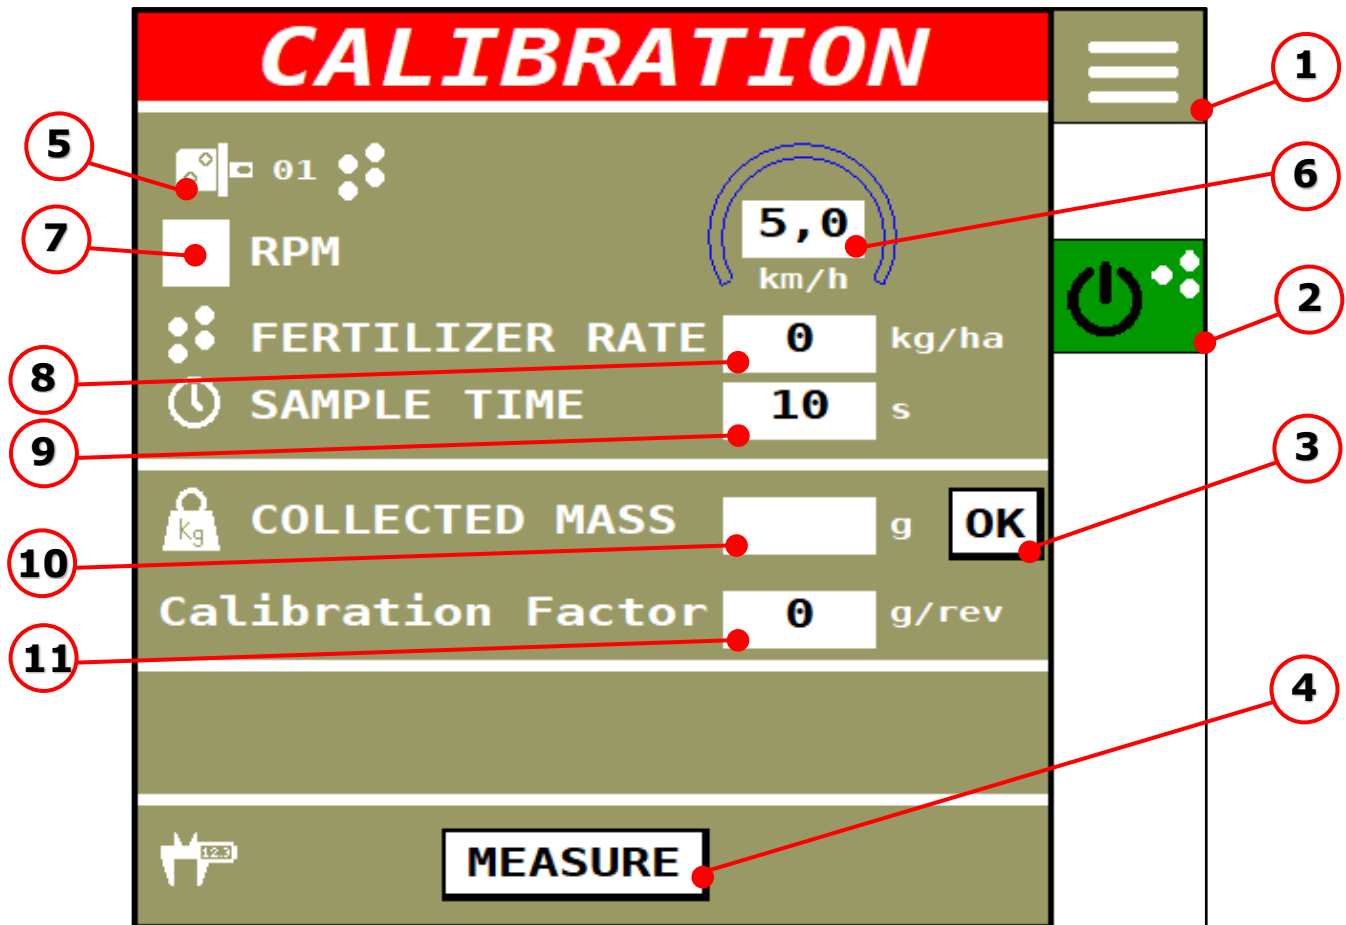 CALIBRATION
1
5
01
6
5,0
7
RPM
km/h
2
FERTILIZER RATE 0 kg/ha
8
SAMPLE TIME 10 s
9
3
Kg COLLECTED MASS g OK
10
Calibration Factor 0 g/rev
11
4
12.3 MEASURE